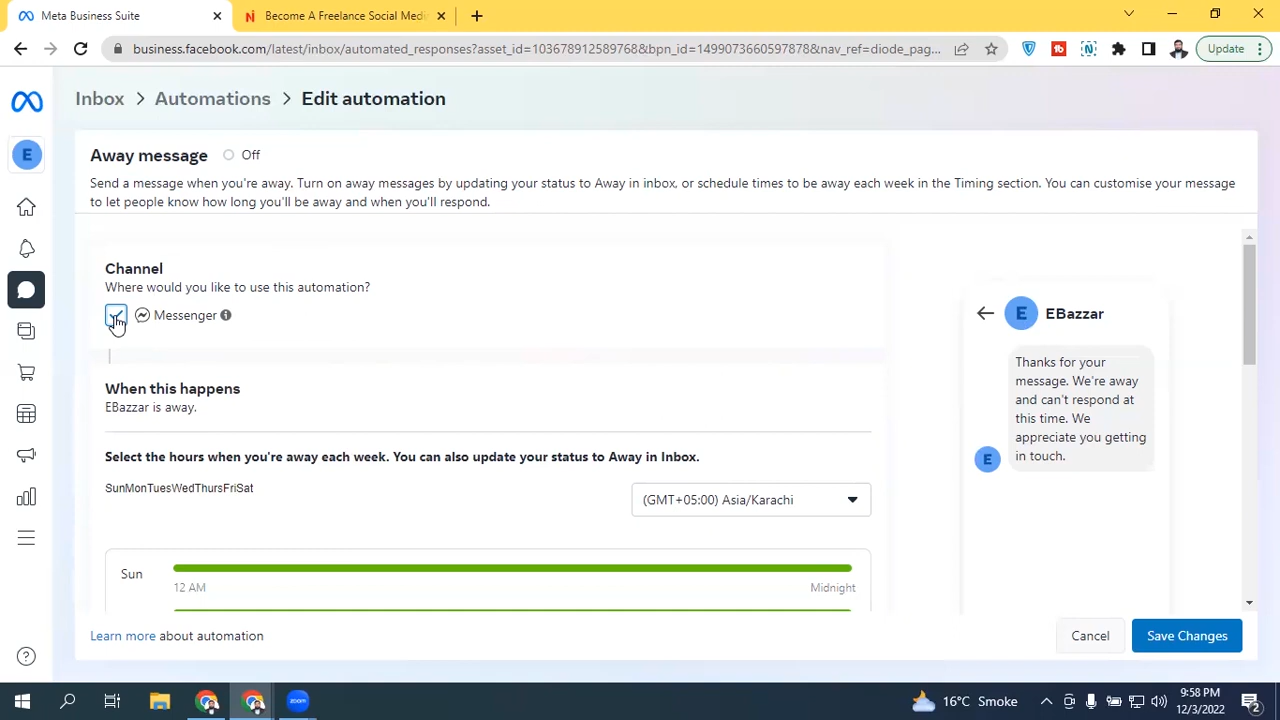 Meta Business Suite
Become A Freelance Social Medi
business.facebook.com/latest/inbox/automated_responses?asset_id=103678912589768&bpn_id=1499073660597878&nav_ref=diode_pag...
Update
Inbox > Automations > Edit automation
E
Away message Off
Send a message when you're away. Turn on away messages by updating your status to Away in inbox, or schedule times to be away each week in the Timing section. You can customise your message
to let people know how long you'll be away and when you'll respond.
Channel
Where would you like to use this automation?
Messenger
When this happens
EBazzar is away.
Select the hours when you're away each week. You can also update your status to Away in Inbox.
SunMonTuesWedThursFriSat
(GMT+05:00) Asia/Karachi
Sun
12 AM Midnight
E EBazzar
Thanks for your
message. We're away
and can't respond at
this time. We
appreciate you getting
in touch.
E
Learn more about automation
Cancel
Save Changes
zoom
16°C Smoke
9:58 PM
12/3/2022
2